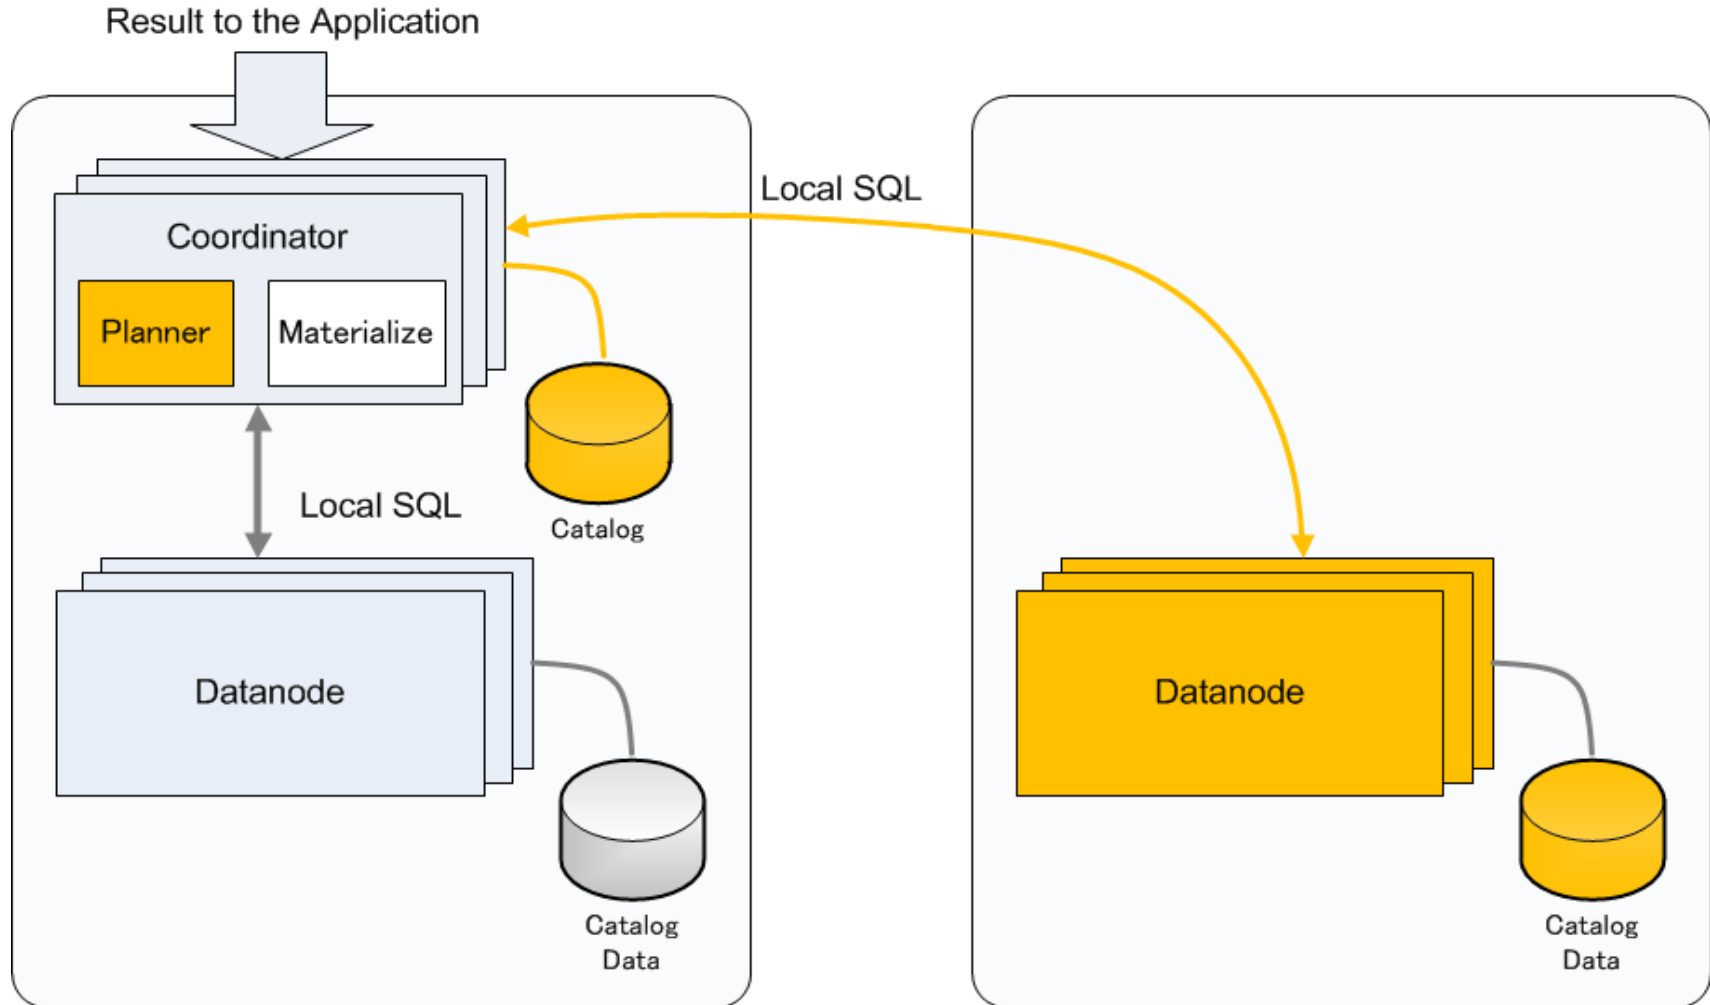 Result to the Application
Local SQL
Coordinator
Planner
Materialize
Local SQL
Catalog
Datanode
Datanode
Catalog
Data
Catalog
Data